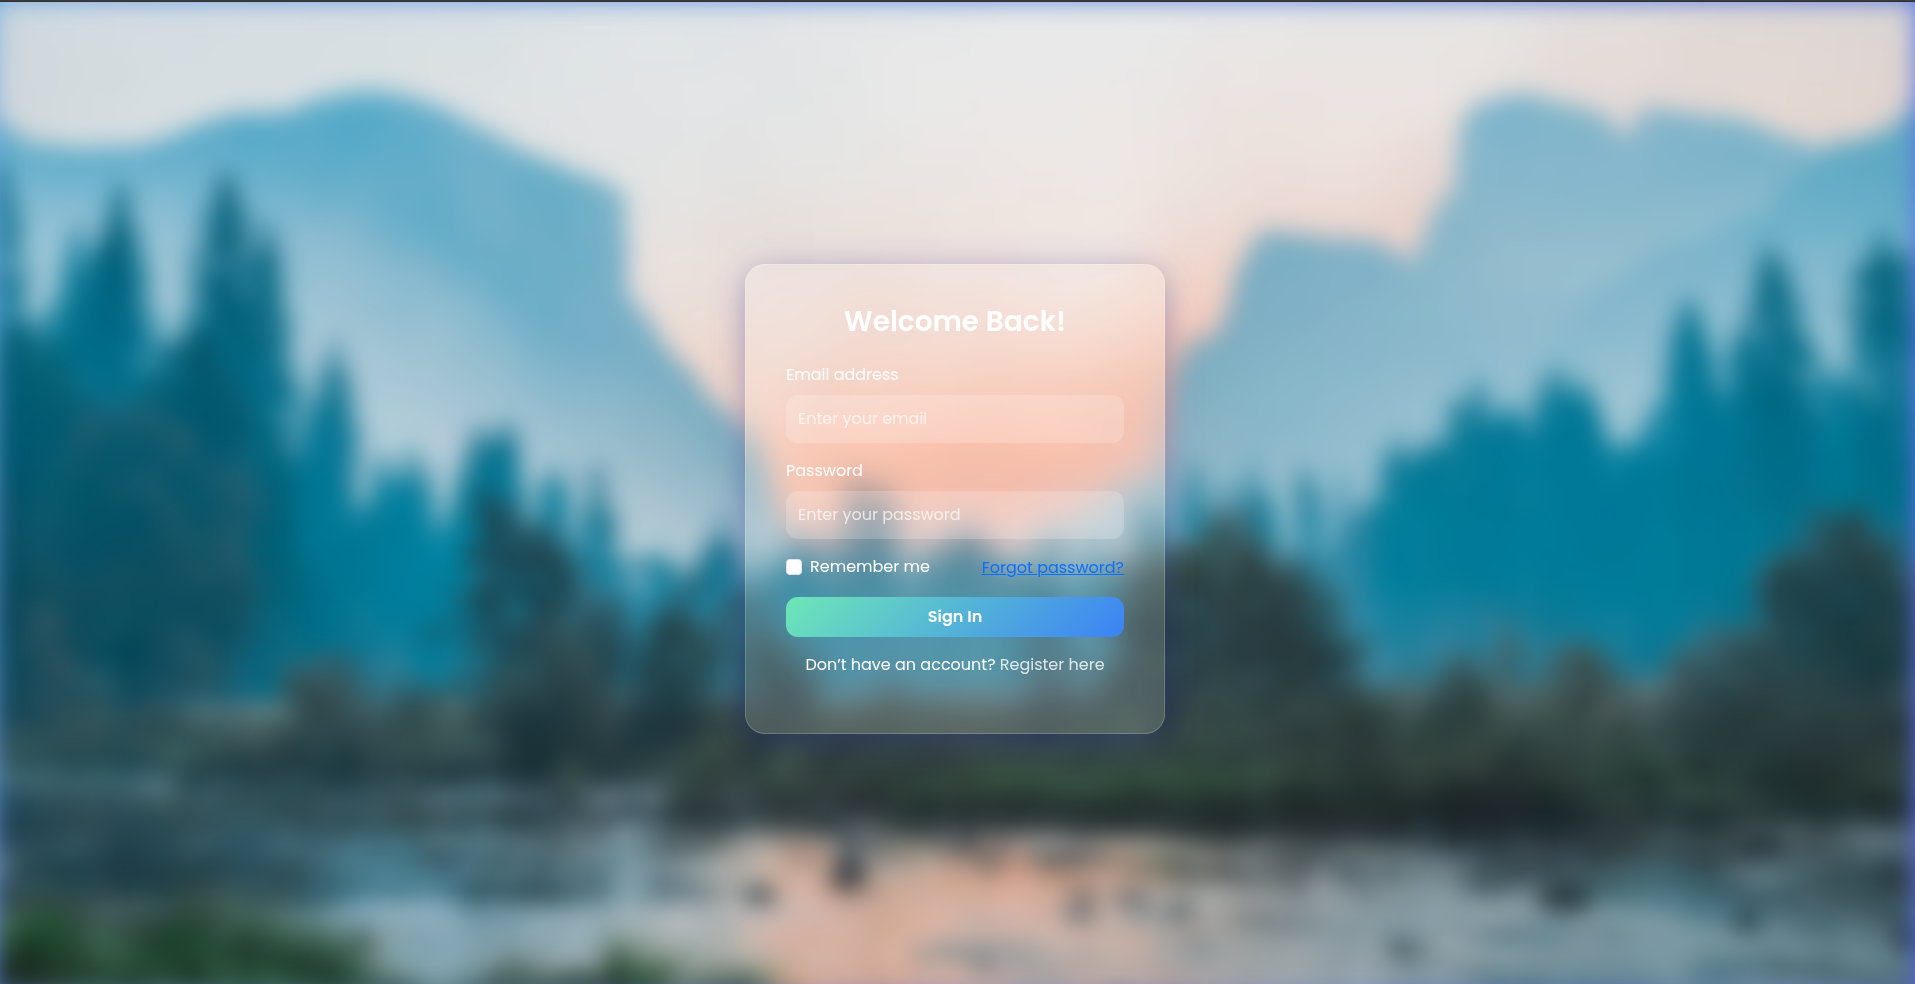 Welcome Back!
Email address
Enter your email
Password
Enter your password
Remember me Forgot password?
Sign In
Don’t have an account? Register here